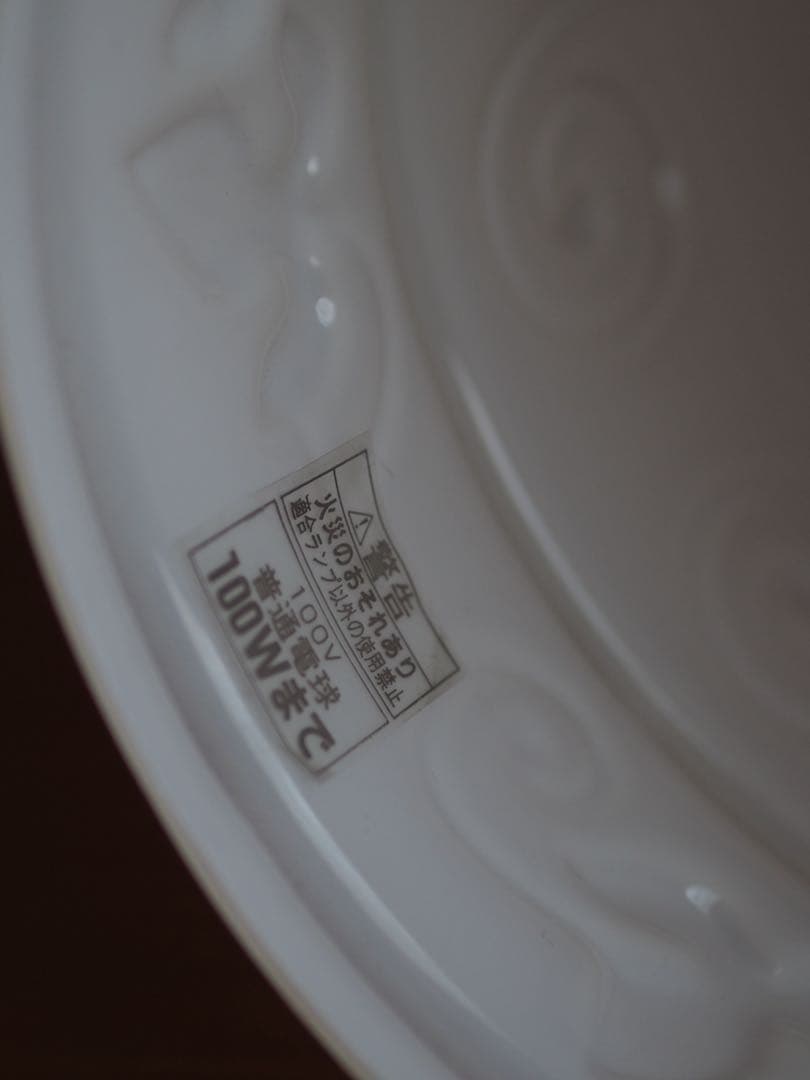 ⚠警告
火災のおそれあり
適合ランプ以外の使用禁止
100V
普通電球
100Wまで